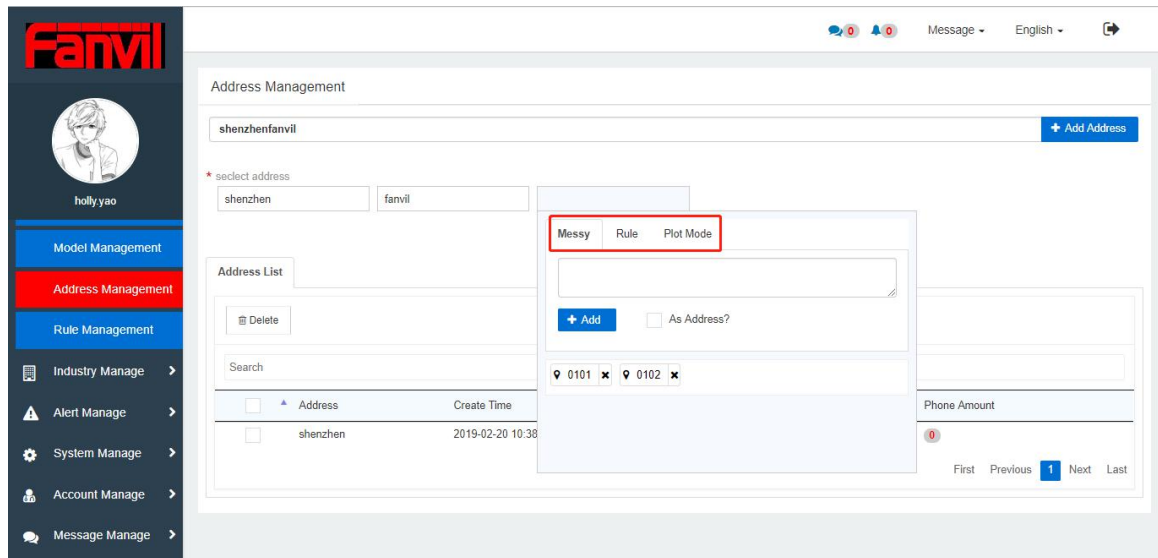 Fanvil
0 0 Message English
Address Management
shenzhenfanvil + Add Address
* seclect address
holly.yao
shenzhen fanvil
Messy Rule Plot Mode
Model Management
Address List
Address Management
+ Add As Address?
Delete
Rule Management
Search
Industry Manage
0101 × 0102 ×
Address Create Time Phone Amount
Alert Manage
shenzhen 2019-02-20 10:38 0
System Manage
First Previous 1 Next Last
Account Manage
Message Manage